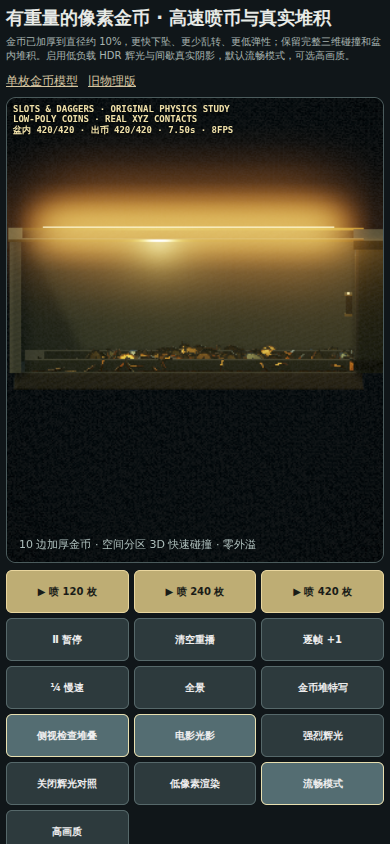 有重量的像素金币 · 高速喷币与真实堆积
金币已加厚到直径约 10%，更快下坠、更少乱转、更低弹性；保留完整三维碰撞和盆
内堆积。启用低负载 HDR 辉光与间歇真实阴影，默认流畅模式，可选高画质。
单枚金币模型 旧物理版
SLOTS & DAGGERS · ORIGINAL PHYSICS STUDY
LOW-POLY COINS · REAL XYZ CONTACTS
盆内 420/420 · 出币 420/420 · 7.50s · 8FPS
10 边加厚金币 · 空间分区 3D 快速碰撞 · 零外溢
▶ 喷 120 枚
▶ 喷 240 枚
▶ 喷 420 枚
Ⅱ 暂停
清空重播
逐帧 +1
¼ 慢速
全景
金币堆特写
侧视检查堆叠
电影光影
强烈辉光
关闭辉光对照
低像素渲染
流畅模式
高画质